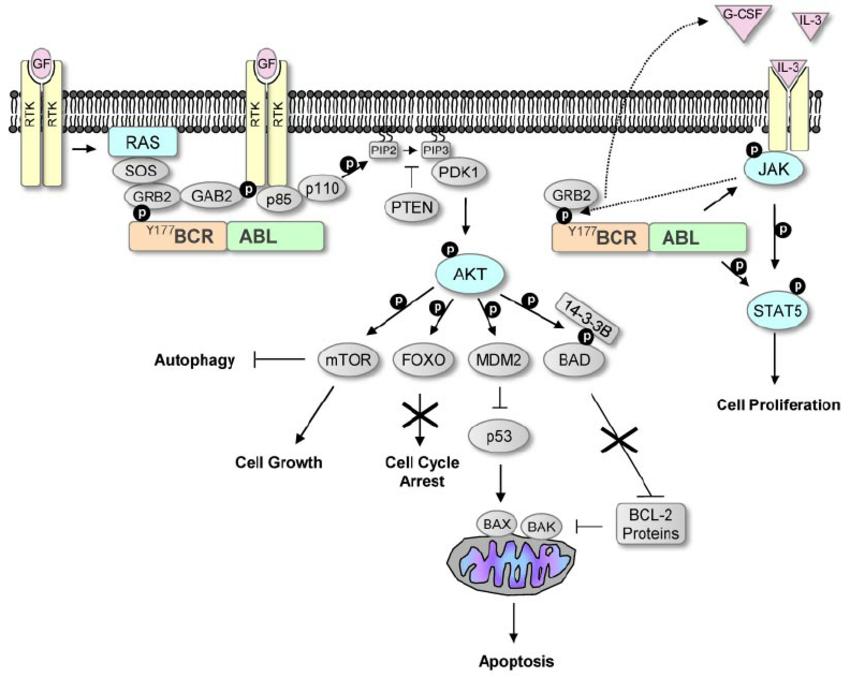 G-CSF
IL-3
GF
GF
IL-3
RTK
RTK
RTK
RTK
RAS
SOS
GRB2
GAB2
P
p85
p110
P
PIP2
PIP3
PDK1
PTEN
P
JAK
P
Y177BCR
ABL
GRB2
P
Y177BCR
ABL
P
P
P
STAT5
P
AKT
P
P
P
P
14-3-3B
P
Autophagy
mTOR
FOXO
MDM2
BAD
Cell Proliferation
p53
Cell Growth
Cell Cycle
Arrest
BAX
BAK
BCL-2
Proteins
Apoptosis